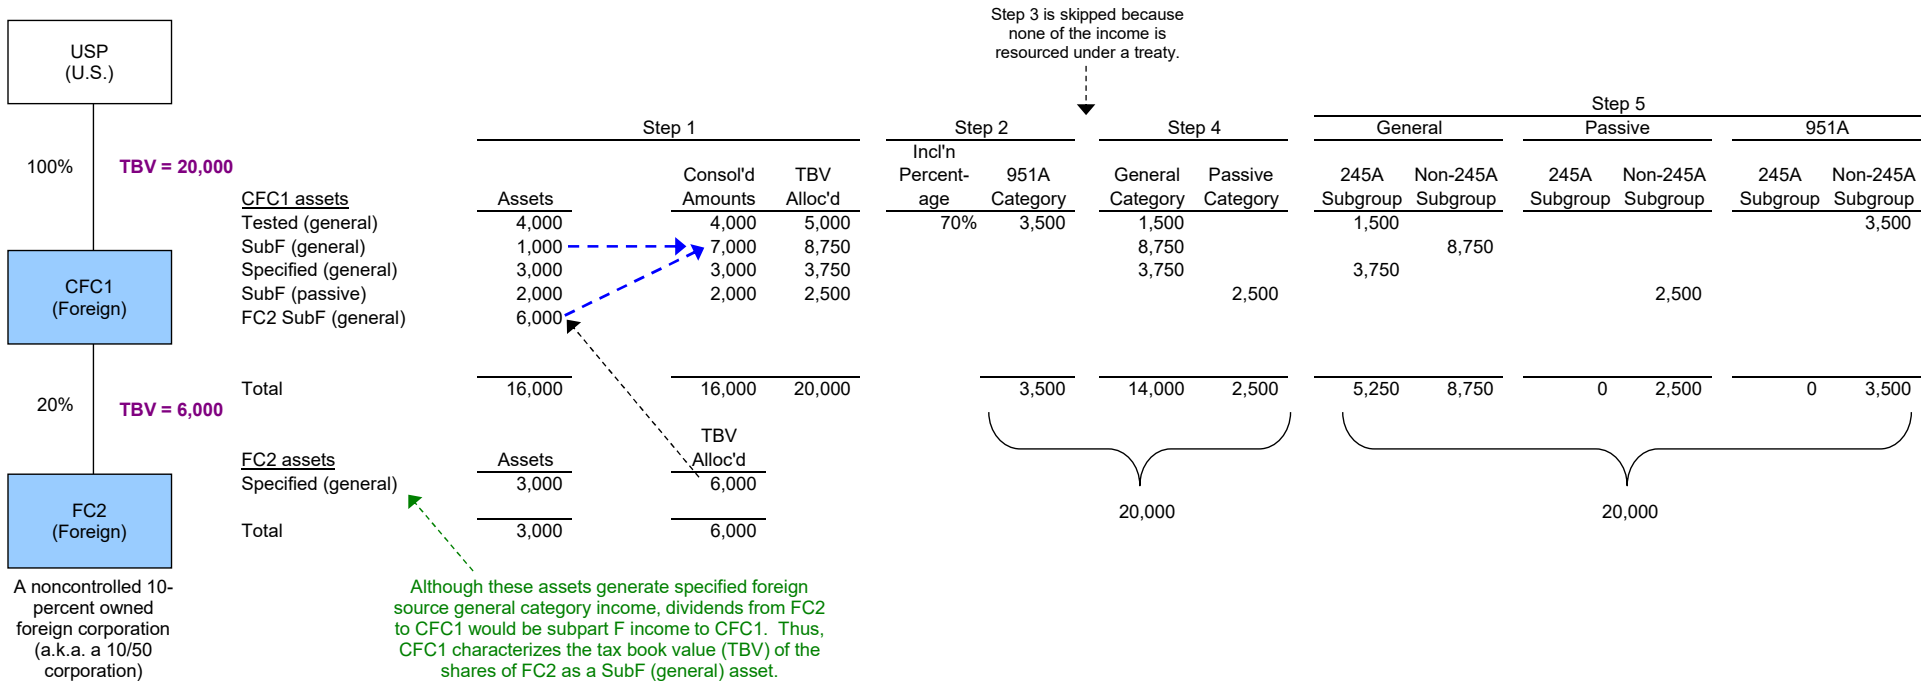 Step 3 is skipped because
none of the income is
resourced under a treaty.
USP
(U.S.)
100%
TBV = 20,000
CFC1
(Foreign)
20%
TBV = 6,000
FC2
(Foreign)
A noncontrolled 10-
percent owned
foreign corporation
(a.k.a. a 10/50
corporation)
Step 5
Step 1 Step 2 Step 4 General Passive 951A
Incl'n
Consol'd TBV Percent- 951A General Passive 245A Non-245A 245A Non-245A 245A Non-245A
CFC1 assets Assets Amounts Alloc'd age Category Category Category Subgroup Subgroup Subgroup Subgroup Subgroup Subgroup
Tested (general) 4,000 4,000 5,000 70% 3,500 1,500 1,500 3,500
SubF (general) 1,000 7,000 8,750 8,750 8,750
Specified (general) 3,000 3,000 3,750 3,750 3,750
SubF (passive) 2,000 2,000 2,500 2,500 2,500
FC2 SubF (general) 6,000
Total 16,000 16,000 20,000 3,500 14,000 2,500 5,250 8,750 0 2,500 0 3,500
TBV
FC2 assets Assets Alloc'd
Specified (general) 3,000 6,000
Total 3,000 6,000
20,000 20,000
Although these assets generate specified foreign
source general category income, dividends from FC2
to CFC1 would be subpart F income to CFC1. Thus,
CFC1 characterizes the tax book value (TBV) of the
shares of FC2 as a SubF (general) asset.